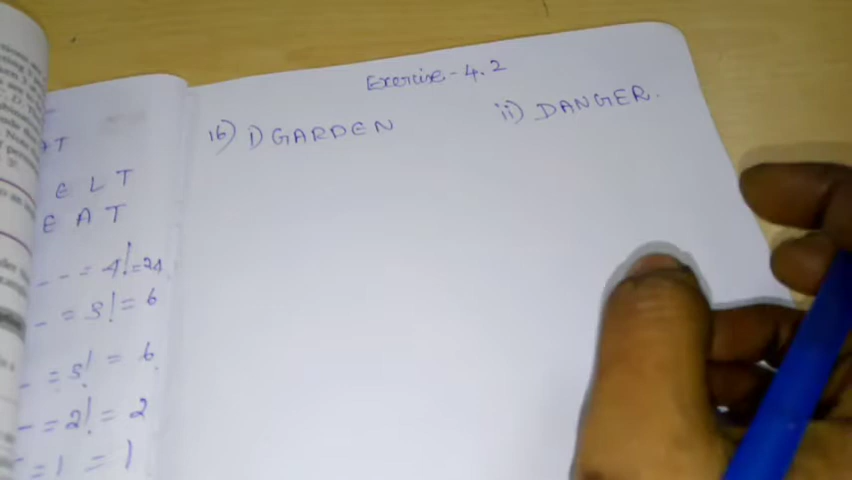 Exercise - 4.2
16) i) GARDEN ii) DANGER.
E L T
E A T
_ _ = 4! = 24
_ = 3! = 6
_ = 3! = 6
_ = 2! = 2
= 1 = 1